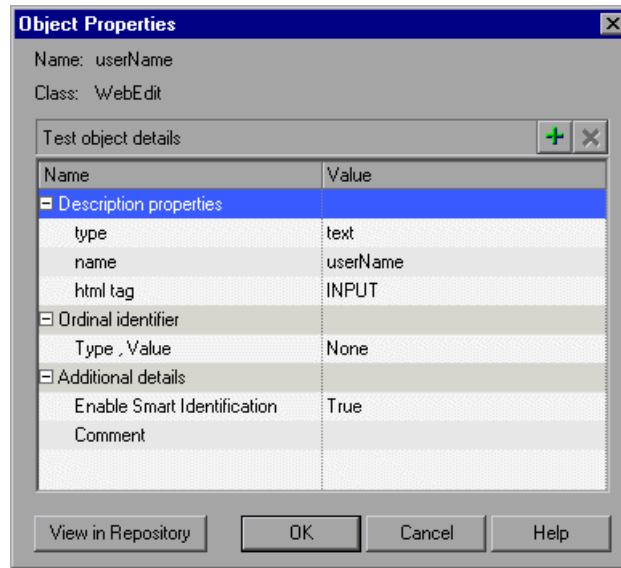 Object Properties
Name: userName
Class: WebEdit
Test object details
Name Value
Description properties
type text
name userName
html tag INPUT
Ordinal identifier
Type , Value None
Additional details
Enable Smart Identification True
Comment
View in Repository OK Cancel Help